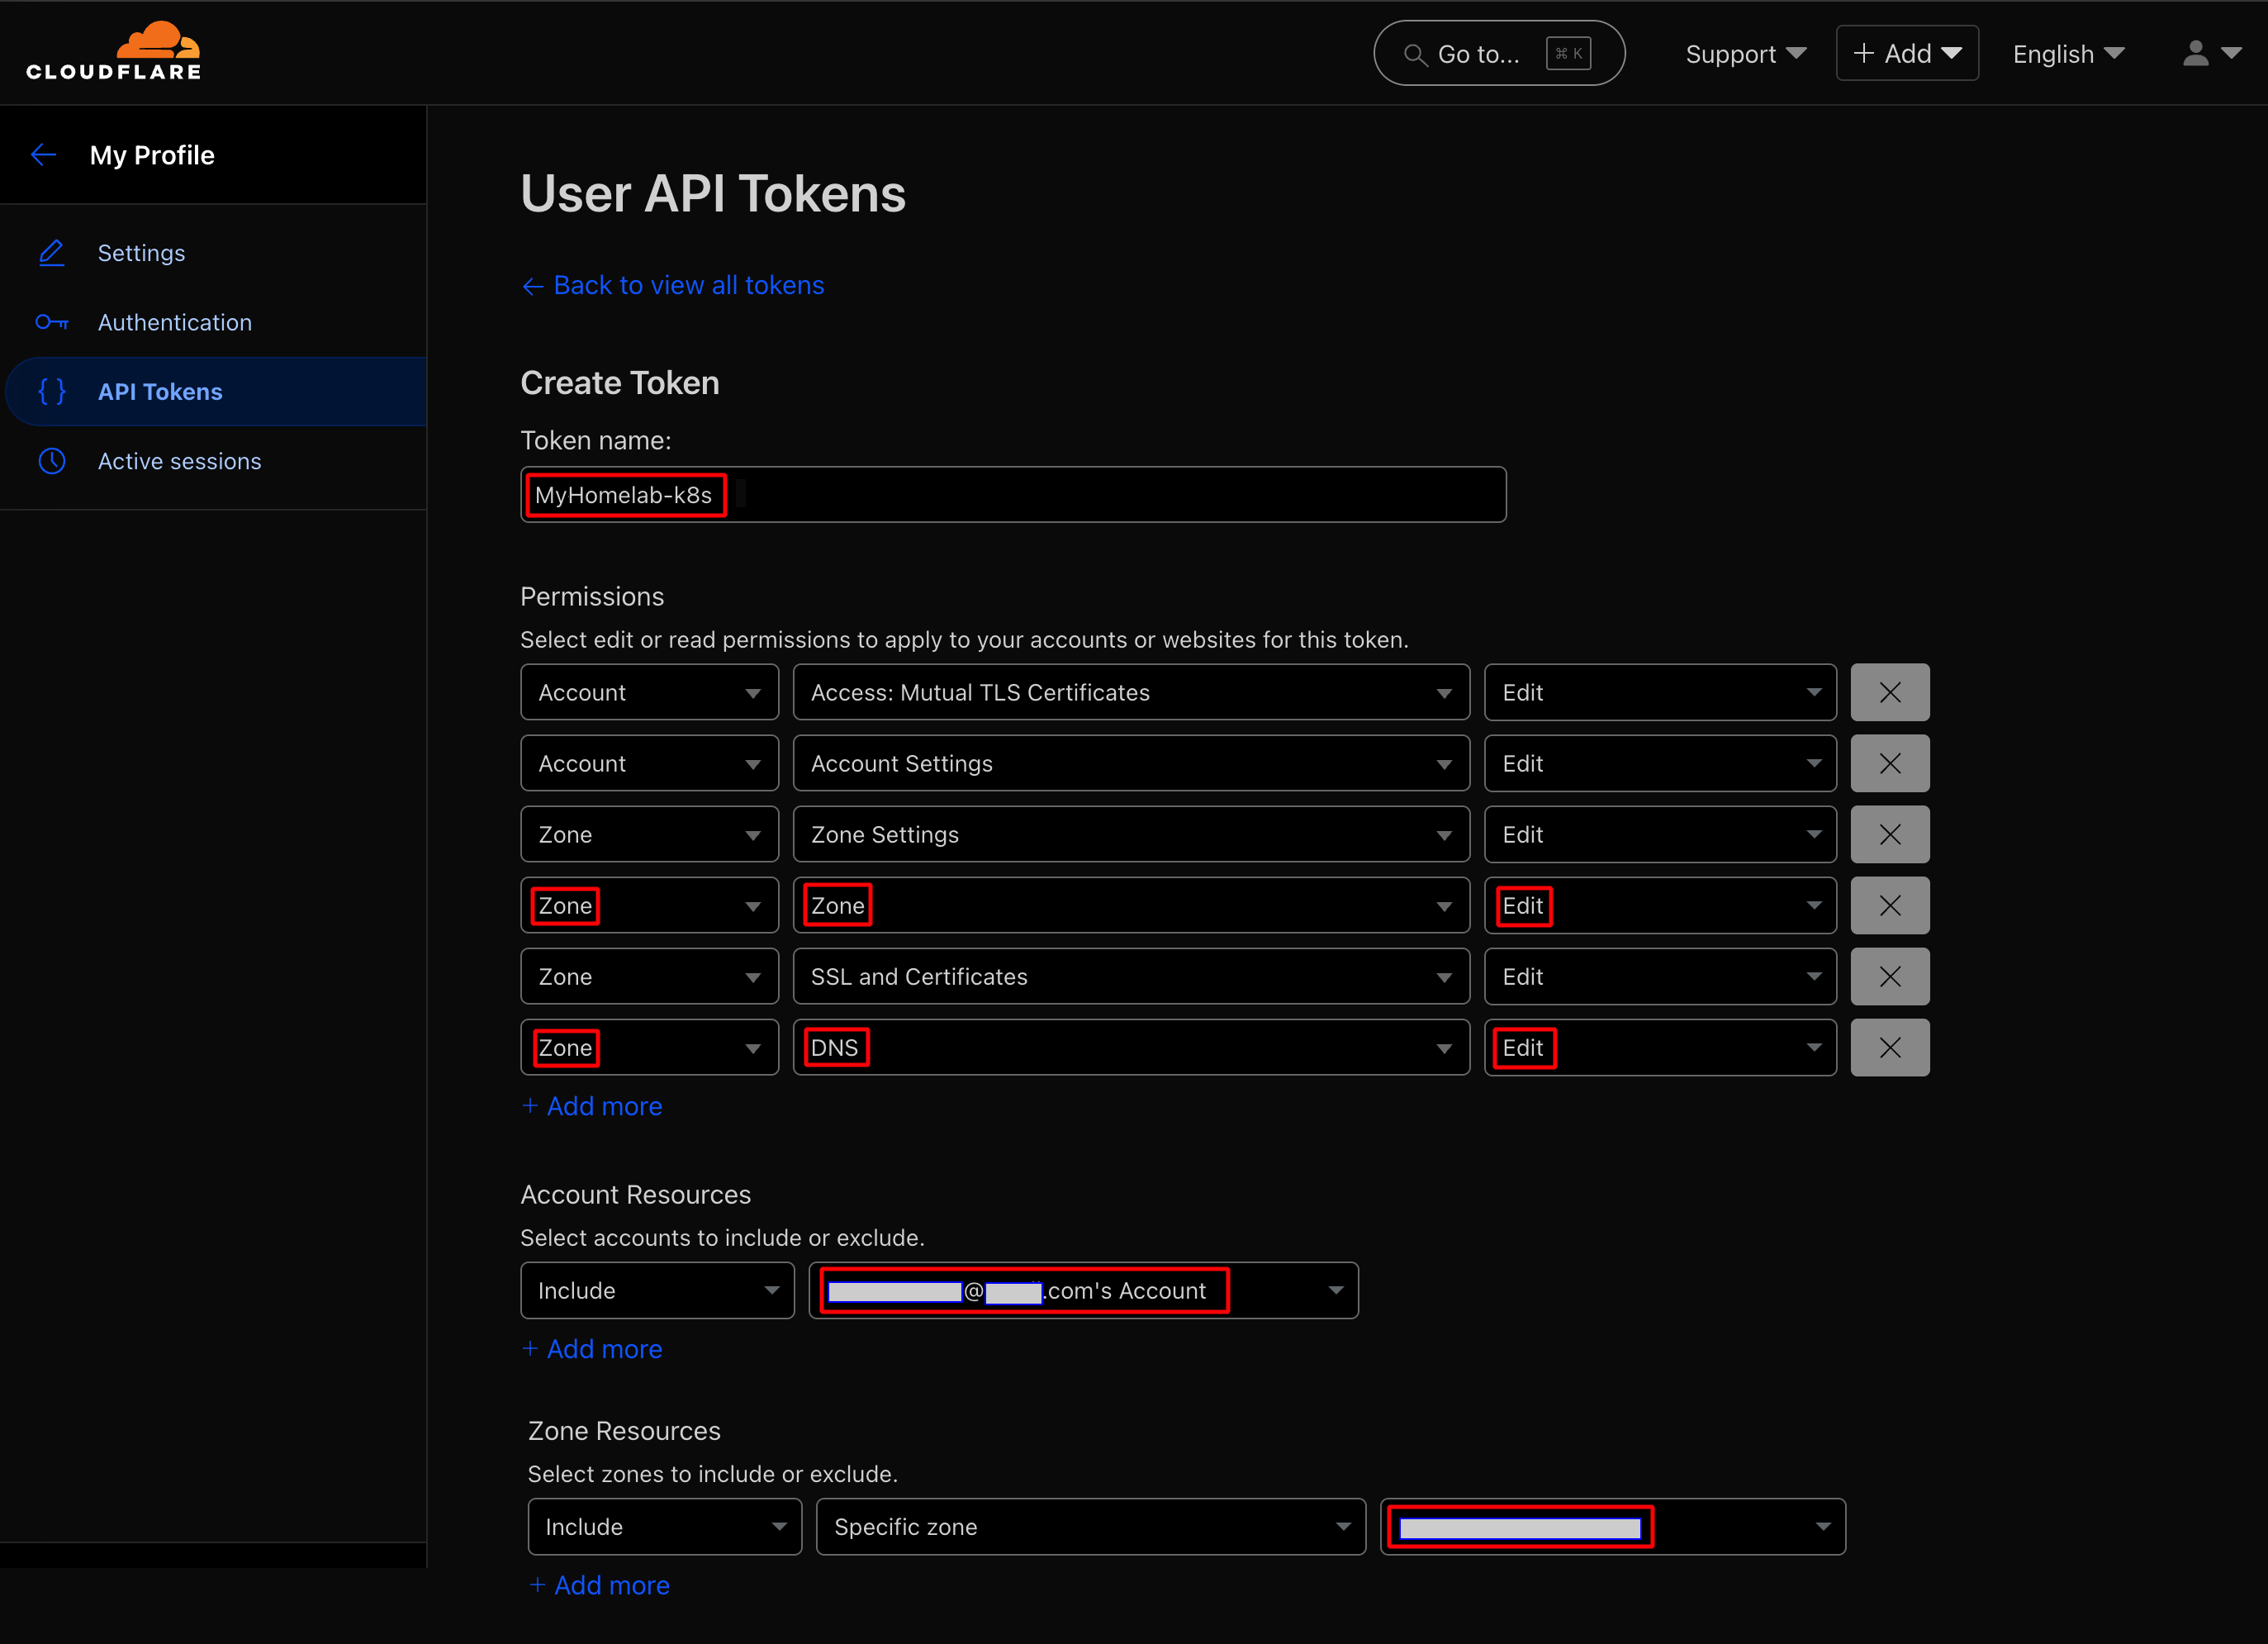 CLOUDFLARE
Go to... ⌘ K
Support
+ Add
English
My Profile
Settings
Authentication
{ } API Tokens
Active sessions
User API Tokens
← Back to view all tokens
Create Token
Token name:
MyHomelab-k8s
Permissions
Select edit or read permissions to apply to your accounts or websites for this token.
Account Access: Mutual TLS Certificates Edit
Account Account Settings Edit
Zone Zone Settings Edit
Zone Zone Edit
Zone SSL and Certificates Edit
Zone DNS Edit
+ Add more
Account Resources
Select accounts to include or exclude.
Include @ .com's Account
+ Add more
Zone Resources
Select zones to include or exclude.
Include Specific zone
+ Add more